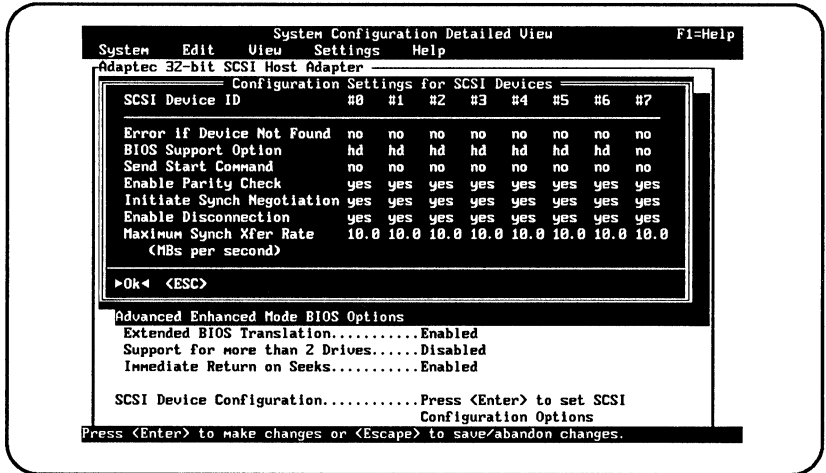 System Configuration Detailed View F1=Help
System Edit View Settings Help
Adaptec 32-bit SCSI Host Adapter
Configuration Settings for SCSI Devices
SCSI Device ID #0 #1 #2 #3 #4 #5 #6 #7
Error if Device Not Found no no no no no no no no
BIOS Support Option hd hd hd hd hd hd hd no
Send Start Command no no no no no no no no
Enable Parity Check yes yes yes yes yes yes yes yes
Initiate Synch Negotiation yes yes yes yes yes yes yes yes
Enable Disconnection yes yes yes yes yes yes yes yes
Maximum Synch Xfer Rate 10.0 10.0 10.0 10.0 10.0 10.0 10.0 10.0
(MBs per second)
►Ok◄ <ESC>
Advanced Enhanced Mode BIOS Options
Extended BIOS Translation...........Enabled
Support for more than 2 Drives......Disabled
Immediate Return on Seeks...........Enabled
SCSI Device Configuration............Press <Enter> to set SCSI
Configuration Options
Press <Enter> to make changes or <Escape> to save/abandon changes.